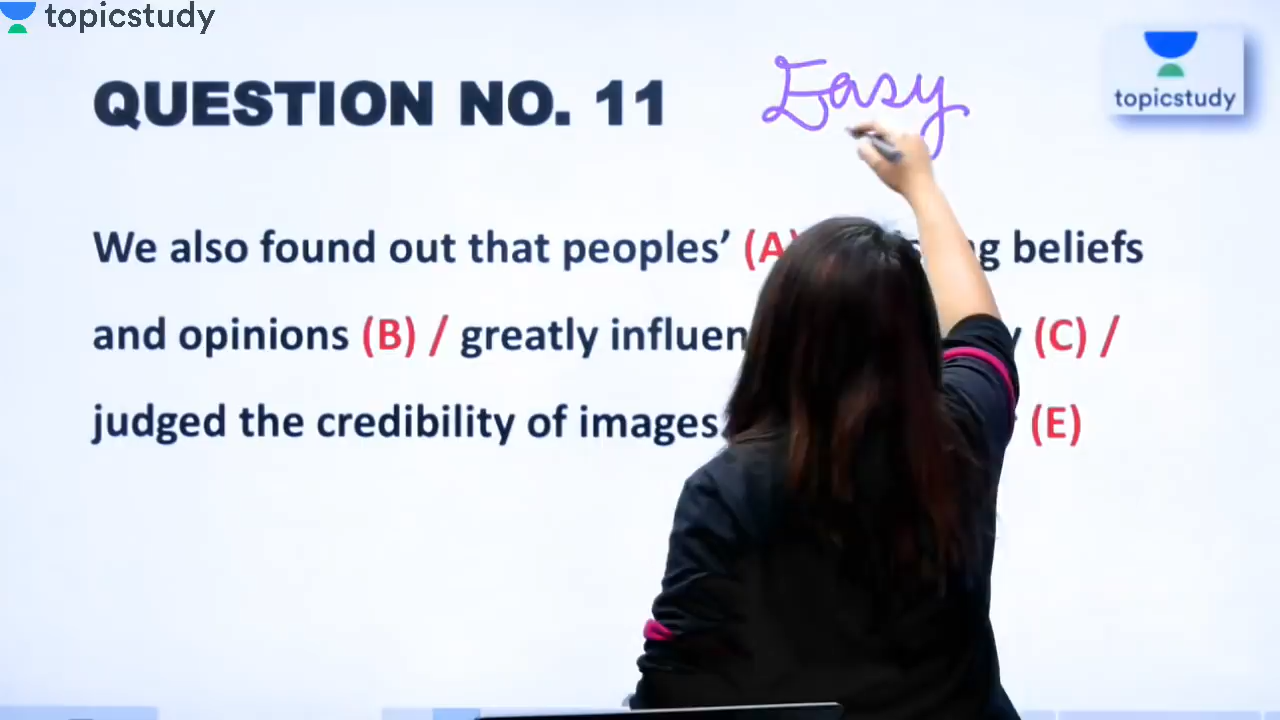 topicstudy
QUESTION NO. 11
Easy
topicstudy
We also found out that peoples’ (A) beliefs
and opinions (B) / greatly (C) /
judged the credibility of images (E)